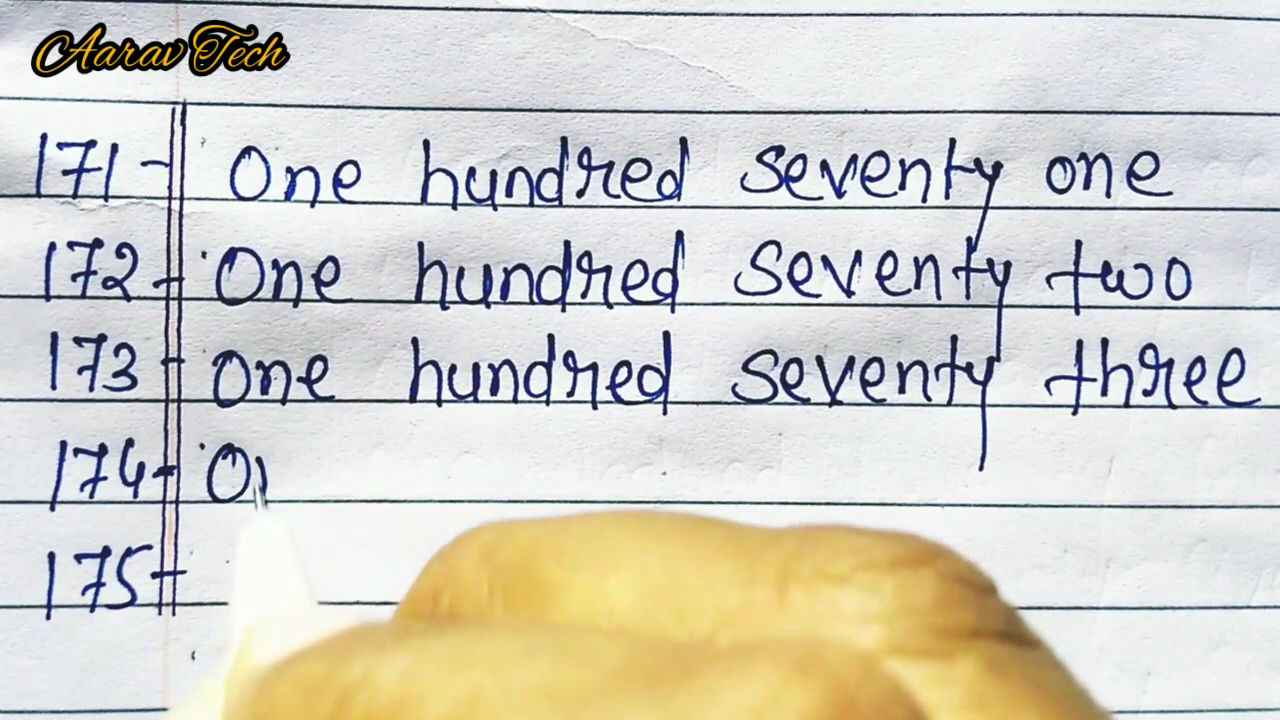 Aarav Tech
171 - One hundred seventy one
172 - One hundred seventy two
173 - One hundred seventy three
174 - On
175 -